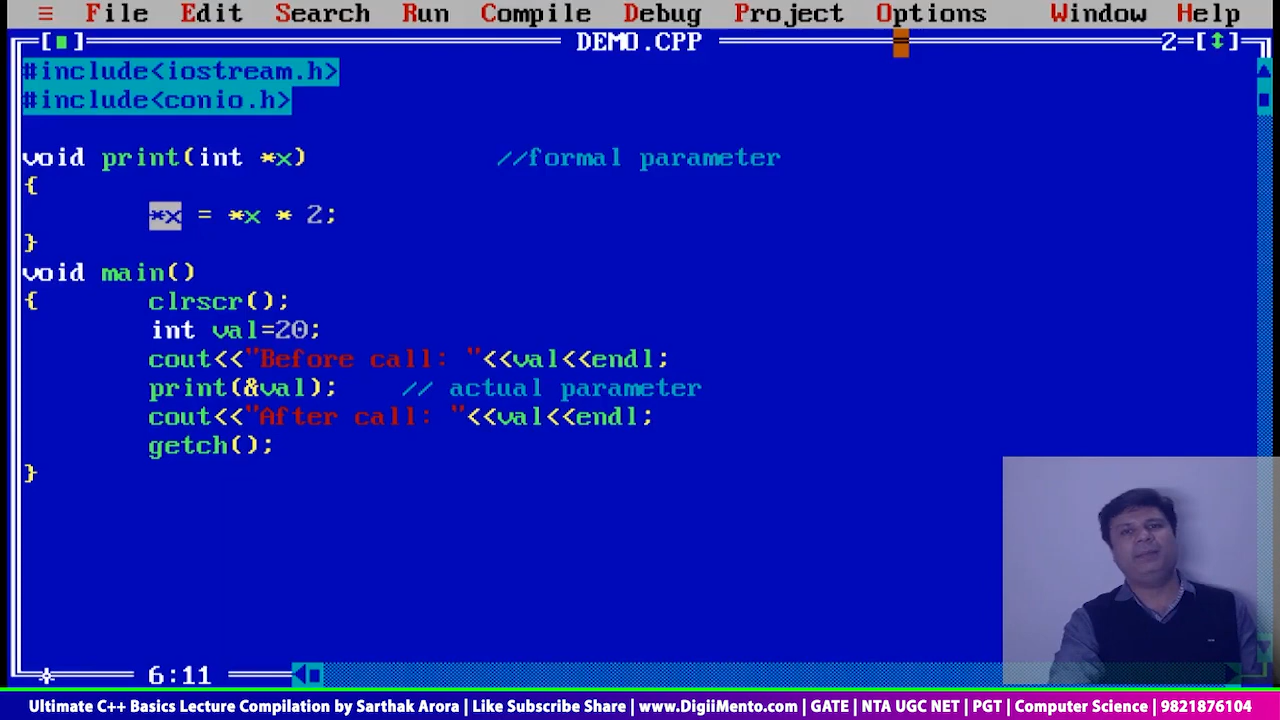 ≡ File Edit Search Run Compile Debug Project Options Window Help
[■] DEMO.CPP 2=[↕]
#include<iostream.h>
#include<conio.h>
void print(int *x) //formal parameter
{
*x = *x * 2;
}
void main()
{ clrscr();
int val=20;
cout<<"Before call: "<<val<<endl;
print(&val); // actual parameter
cout<<"After call: "<<val<<endl;
getch();
}
6:11
Ultimate C++ Basics Lecture Compilation by Sarthak Arora | Like Subscribe Share | www.DigiiMento.com | GATE | NTA UGC NET | PGT | Computer Science | 9821876104